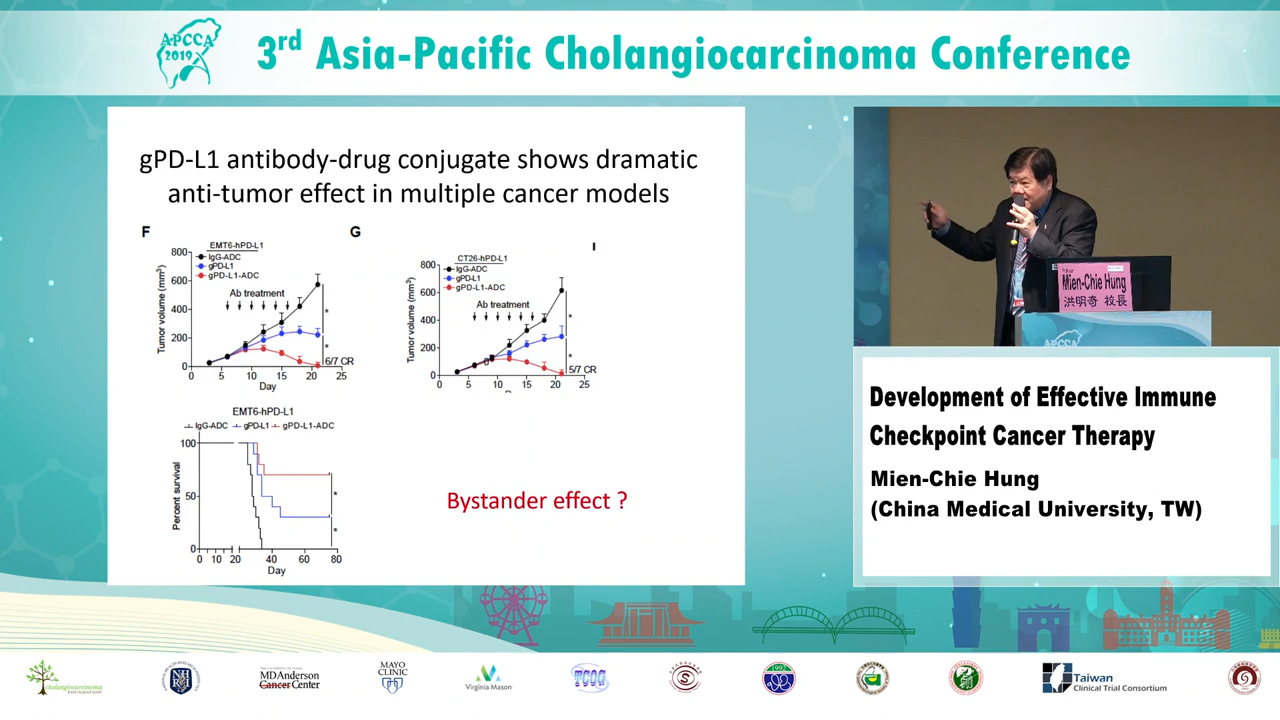 APCCA
2019
3rd Asia-Pacific Cholangiocarcinoma Conference
gPD-L1 antibody-drug conjugate shows dramatic
anti-tumor effect in multiple cancer models
F
EMT6-hPD-L1
IgG-ADC
gPD-L1
gPD-L1-ADC
Ab treatment
Tumor volume (mm³)
800
600
400
200
0
*
*
6/7 CR
0 5 10 15 20 25
Day
G
CT26-hPD-L1
IgG-ADC
gPD-L1
gPD-L1-ADC
Ab treatment
Tumor volume (mm³)
800
600
400
200
0
*
*
5/7 CR
0 5 10 15 20 25
I
EMT6-hPD-L1
IgG-ADC gPD-L1 gPD-L1-ADC
Percent survival
100
50
0
*
*
0 10 20 40 60 80
Day
Bystander effect ?
Mien-Chie Hung
洪明奇 校長
APCCA
Development of Effective Immune
Checkpoint Cancer Therapy
Mien-Chie Hung
(China Medical University, TW)
cholangiocarcinoma
FOUNDATION
NHRI
MDAnderson
Cancer Center
MAYO
CLINIC
Virginia Mason
TCOG
1995
Taiwan
Clinical Trial Consortium